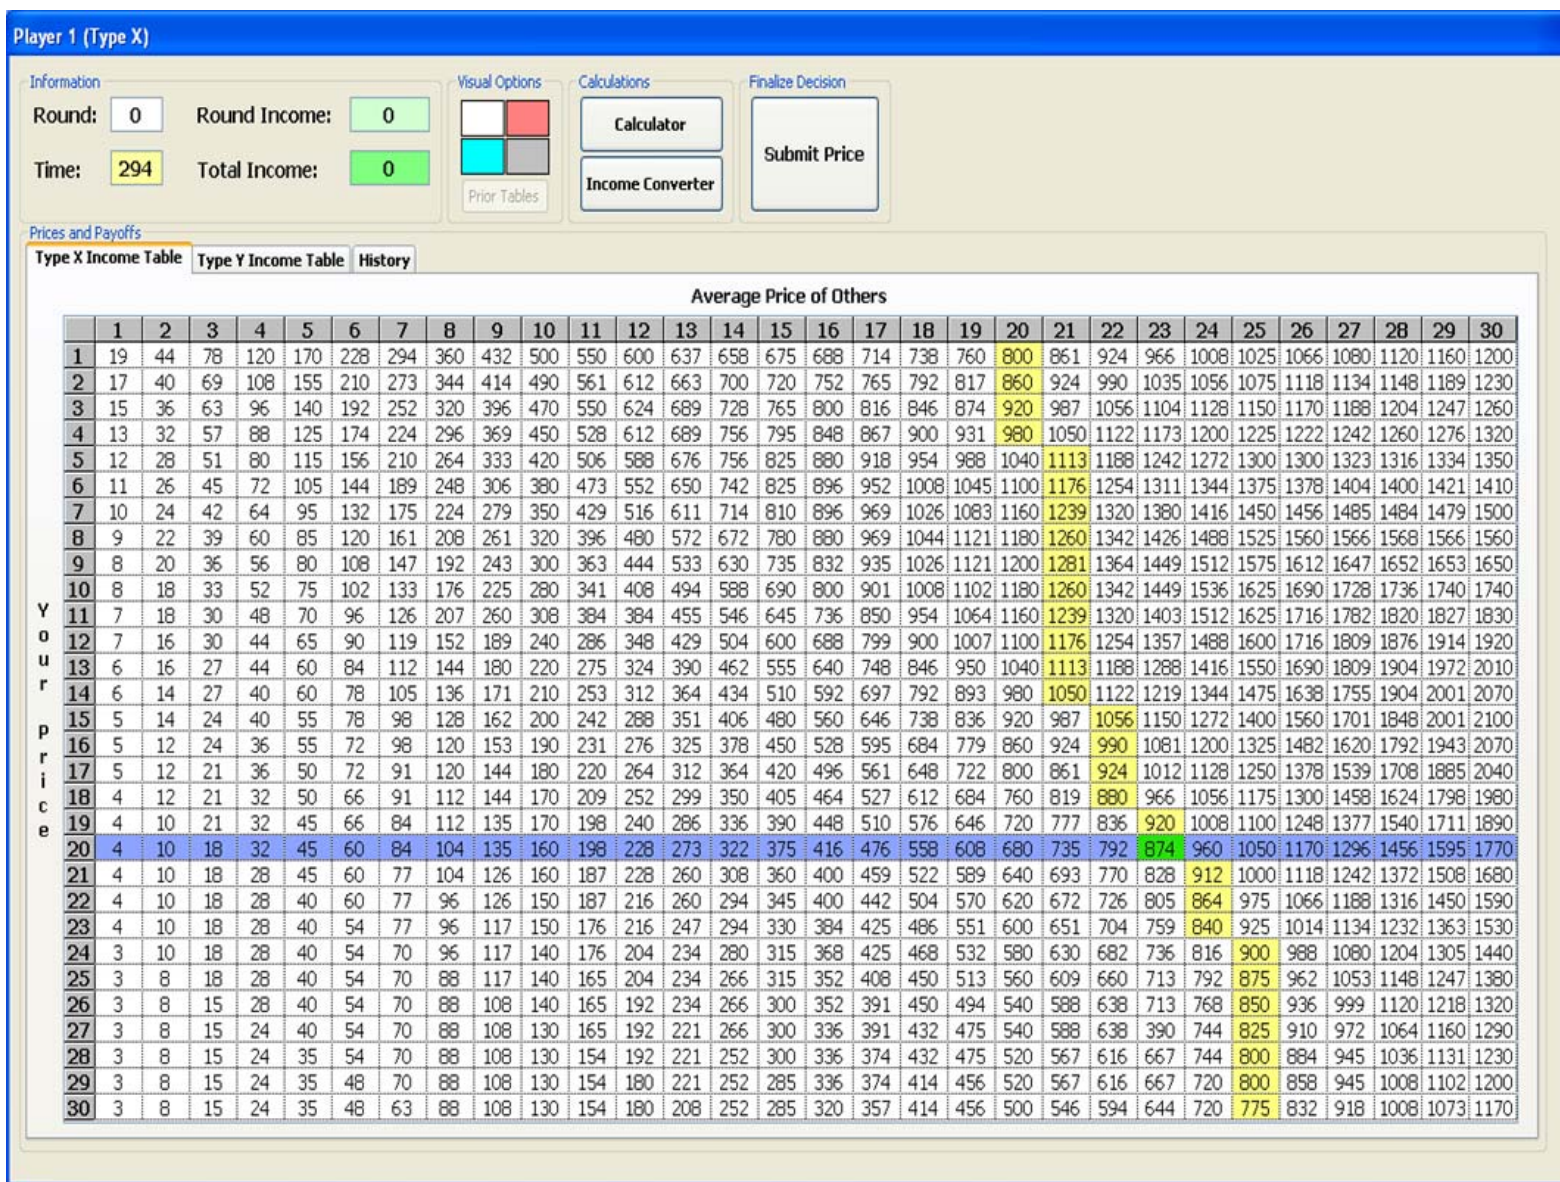 Player 1 (Type X)
Information
Visual Options
Calculations
Finalize Decision
Round: 0 Round Income: 0
Calculator
Submit Price
Time: 294 Total Income: 0
Income Converter
Prior Tables
Prices and Payoffs
Type X Income Table Type Y Income Table History
Average Price of Others
1 2 3 4 5 6 7 8 9 10 11 12 13 14 15 16 17 18 19 20 21 22 23 24 25 26 27 28 29 30
1 19 44 78 120 170 228 294 360 432 500 550 600 637 658 675 688 714 738 760 800 861 924 966 1008 1025 1066 1080 1120 1160 1200
2 17 40 69 108 155 210 273 344 414 490 561 612 663 700 720 752 765 792 817 860 924 990 1035 1056 1075 1118 1134 1148 1189 1230
3 15 36 63 96 140 192 252 320 396 470 550 624 689 728 765 800 816 846 874 920 987 1056 1104 1128 1150 1170 1188 1204 1247 1260
4 13 32 57 88 125 174 224 296 369 450 528 612 689 756 795 848 867 900 931 980 1050 1122 1173 1200 1225 1222 1242 1260 1276 1320
5 12 28 51 80 115 156 210 264 333 420 506 588 676 756 825 880 918 954 988 1040 1113 1188 1242 1272 1300 1300 1323 1316 1334 1350
6 11 26 45 72 105 144 189 248 306 380 473 552 650 742 825 896 952 1008 1045 1100 1176 1254 1311 1344 1375 1378 1404 1400 1421 1410
7 10 24 42 64 95 132 175 224 279 350 429 516 611 714 810 896 969 1026 1083 1160 1239 1320 1380 1416 1450 1456 1485 1484 1479 1500
8 9 22 39 60 85 120 161 208 261 320 396 480 572 672 780 880 969 1044 1121 1180 1260 1342 1426 1488 1525 1560 1566 1568 1566 1560
9 8 20 36 56 80 108 147 192 243 300 363 444 533 630 735 832 935 1026 1121 1200 1281 1364 1449 1512 1575 1612 1647 1652 1653 1650
10 8 18 33 52 75 102 133 176 225 280 341 408 494 588 690 800 901 1008 1102 1180 1260 1342 1449 1536 1625 1690 1728 1736 1740 1740
11 7 18 30 48 70 96 126 207 260 308 384 384 455 546 645 736 850 954 1064 1160 1239 1320 1403 1512 1625 1716 1782 1820 1827 1830
12 7 16 30 44 65 90 119 152 189 240 286 348 429 504 600 688 799 900 1007 1100 1176 1254 1357 1488 1600 1716 1809 1876 1914 1920
13 6 16 27 44 60 84 112 144 180 220 275 324 390 462 555 640 748 846 950 1040 1113 1188 1288 1416 1550 1690 1809 1904 1972 2010
14 6 14 27 40 60 78 105 136 171 210 253 312 364 434 510 592 697 792 893 980 1050 1122 1219 1344 1475 1638 1755 1904 2001 2070
15 5 14 24 40 55 78 98 128 162 200 242 288 351 406 480 560 646 738 836 920 987 1056 1150 1272 1400 1560 1701 1848 2001 2100
16 5 12 24 36 55 72 98 120 153 190 231 276 325 378 450 528 595 684 779 860 924 990 1081 1200 1325 1482 1620 1792 1943 2070
17 5 12 21 36 50 72 91 120 144 180 220 264 312 364 420 496 561 648 722 800 861 924 1012 1128 1250 1378 1539 1708 1885 2040
18 4 12 21 32 50 66 91 112 144 170 209 252 299 350 405 464 527 612 684 760 819 880 966 1056 1175 1300 1458 1624 1798 1980
19 4 10 21 32 45 66 84 112 135 170 198 240 286 336 390 448 510 576 646 720 777 836 920 1008 1100 1248 1377 1540 1711 1890
20 4 10 18 32 45 60 84 104 135 160 198 228 273 322 375 416 476 558 608 680 735 792 874 960 1050 1170 1296 1456 1595 1770
21 4 10 18 28 45 60 77 104 126 160 187 228 260 308 360 400 459 522 589 640 693 770 828 912 1000 1118 1242 1372 1508 1680
22 4 10 18 28 40 60 77 96 126 150 187 216 260 294 345 400 442 504 570 620 672 726 805 864 975 1066 1188 1316 1450 1590
23 4 10 18 28 40 54 77 96 117 150 176 216 247 294 330 384 425 486 551 600 651 704 759 840 925 1014 1134 1232 1363 1530
24 3 10 18 28 40 54 70 96 117 140 176 204 234 280 315 368 425 468 532 580 630 682 736 816 900 988 1080 1204 1305 1440
25 3 8 18 28 40 54 70 88 117 140 165 204 234 266 315 352 408 450 513 560 609 660 713 792 875 962 1053 1148 1247 1380
26 3 8 15 28 40 54 70 88 108 140 165 192 234 266 300 352 391 450 494 540 588 638 713 768 850 936 999 1120 1218 1320
27 3 8 15 24 40 54 70 88 108 130 165 192 221 266 300 336 391 432 475 540 588 638 390 744 825 910 972 1064 1160 1290
28 3 8 15 24 35 54 70 88 108 130 154 192 221 252 300 336 374 432 475 520 567 616 667 744 800 884 945 1036 1131 1230
29 3 8 15 24 35 48 70 88 108 130 154 180 221 252 285 336 374 414 456 520 567 616 667 720 800 858 945 1008 1102 1200
30 3 8 15 24 35 48 63 88 108 130 154 180 208 252 285 320 357 414 456 500 546 594 644 720 775 832 918 1008 1073 1170
Your price